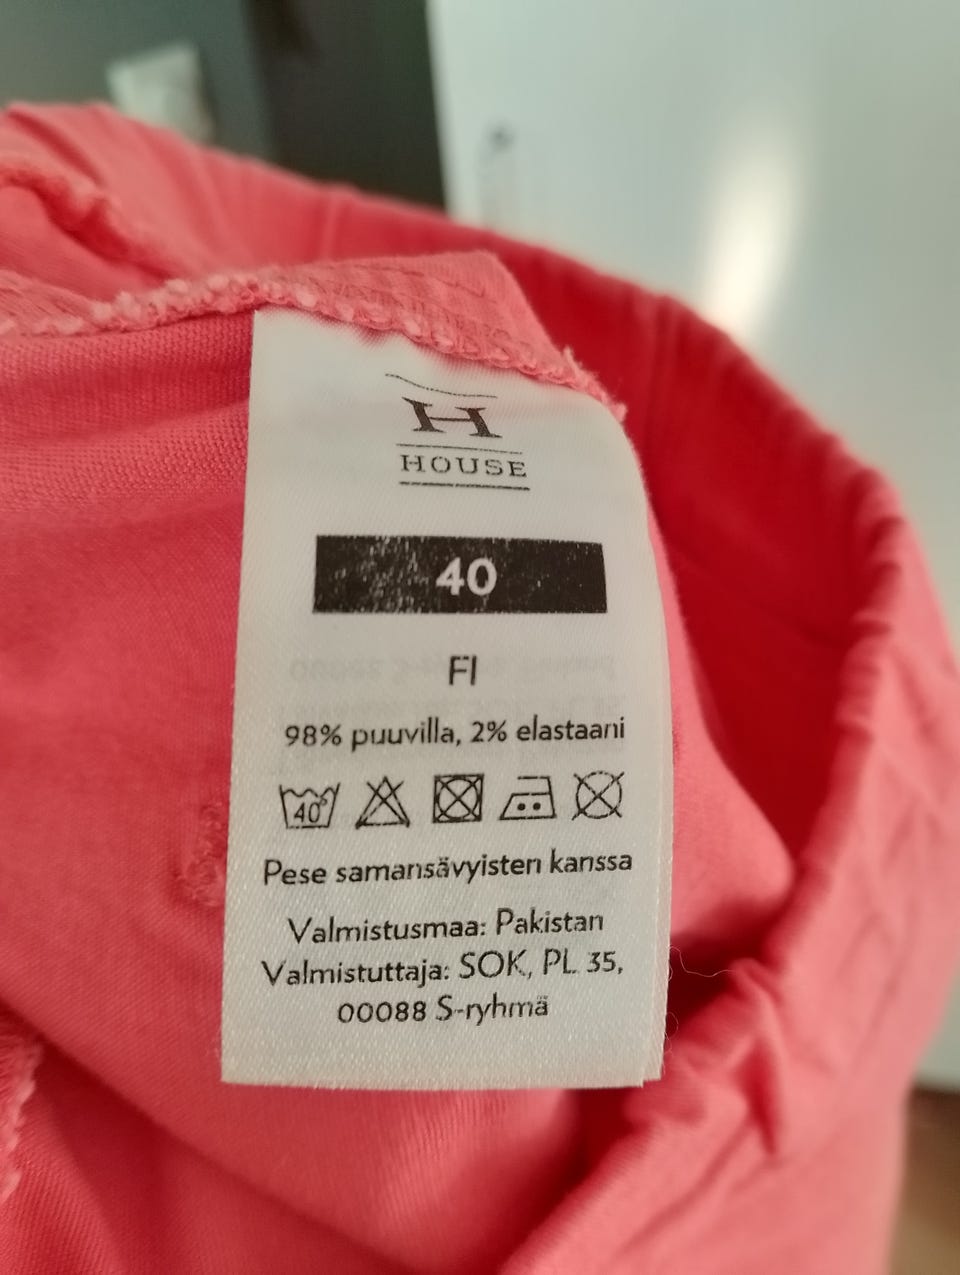 H
HOUSE
40
FI
98% puuvilla, 2% elastaani
40°
Pese samansävyisten kanssa
Valmistusmaa: Pakistan
Valmistuttaja: SOK, PL 35,
00088 S-ryhmä